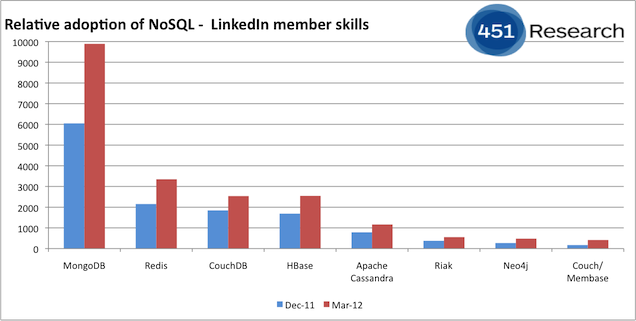 Relative adoption of NoSQL - LinkedIn member skills
451 Research
10000
9000
8000
7000
6000
5000
4000
3000
2000
1000
0
MongoDB Redis CouchDB HBase Apache Cassandra Riak Neo4j Couch/ Membase
Dec-11 Mar-12